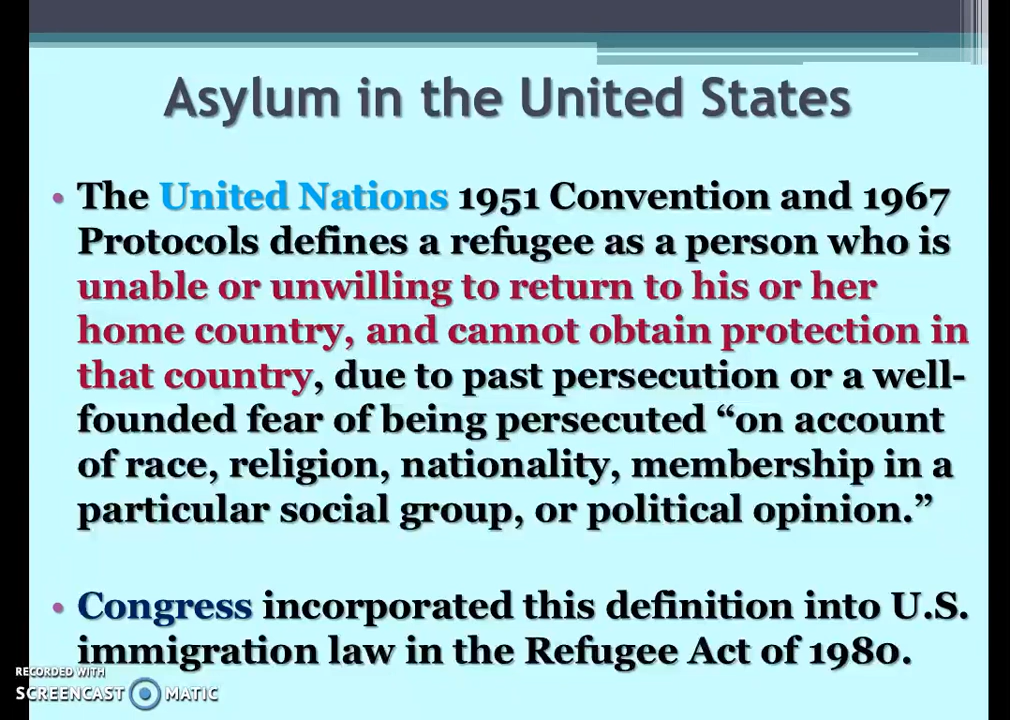 Asylum in the United States
• The United Nations 1951 Convention and 1967
Protocols defines a refugee as a person who is
unable or unwilling to return to his or her
home country, and cannot obtain protection in
that country, due to past persecution or a well-
founded fear of being persecuted “on account
of race, religion, nationality, membership in a
particular social group, or political opinion.”
• Congress incorporated this definition into U.S.
immigration law in the Refugee Act of 1980.
RECORDED WITH
SCREENCAST MATIC